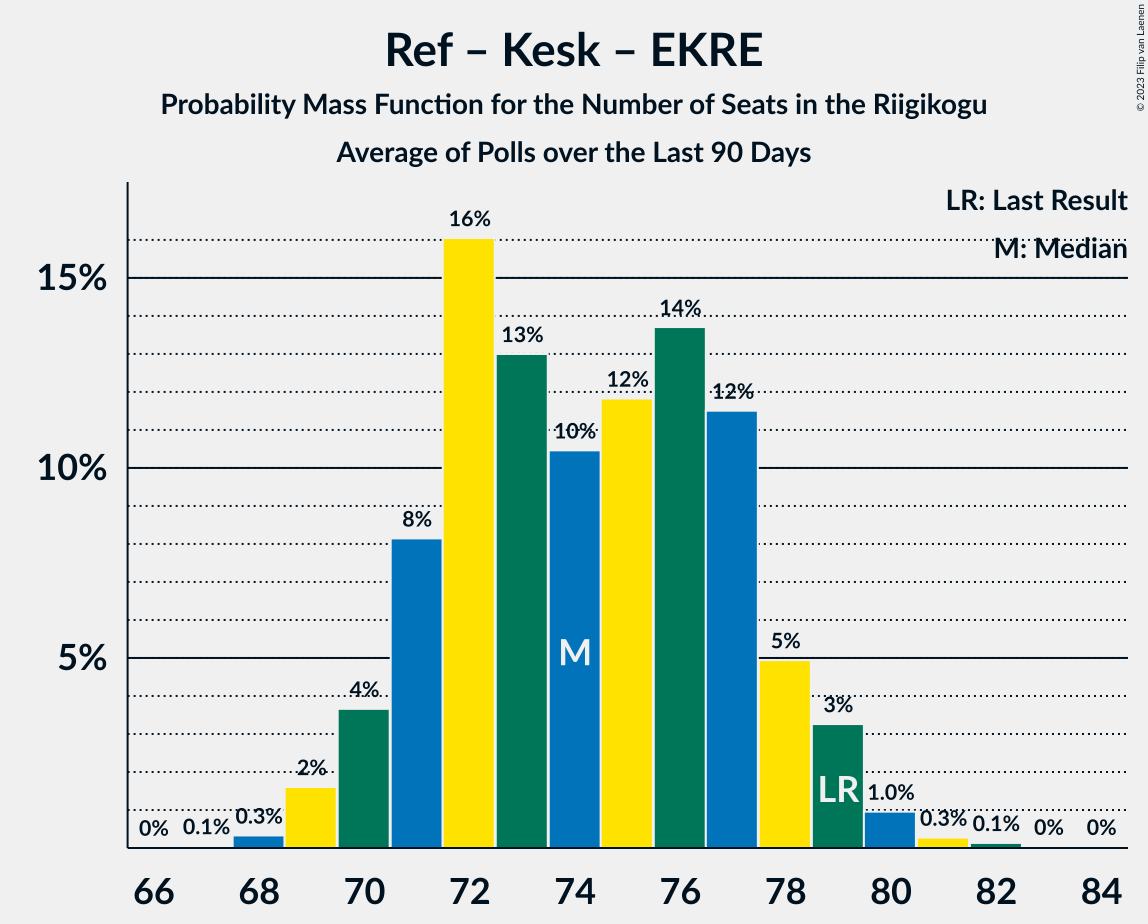 Ref – Kesk – EKRE
Probability Mass Function for the Number of Seats in the Riigikogu
Average of Polls over the Last 90 Days
© 2023 Filip van Laenen
LR: Last Result
M: Median
15%
10%
5%
0%
0.1%
0.3%
2%
4%
8%
16%
13%
10%
12%
14%
12%
5%
3%
1.0%
0.3%
0.1%
0%
0%
M
LR
66 68 70 72 74 76 78 80 82 84